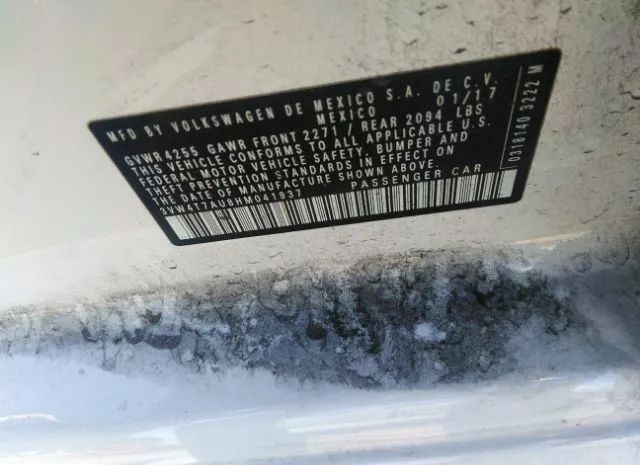 MFD BY VOLKSWAGEN DE MEXICO S.A. DE C.V.
MEXICO 01/17
GVWR 4255 GAWR FRONT 2271 / REAR 2094 LBS
THIS VEHICLE CONFORMS TO ALL APPLICABLE U.S.
FEDERAL MOTOR VEHICLE SAFETY, BUMPER AND
THEFT PREVENTION STANDARDS IN EFFECT ON
THE DATE OF MANUFACTURE SHOWN ABOVE.
3VW4T7AU8HM041937 PASSENGER CAR
0318140 3222 M